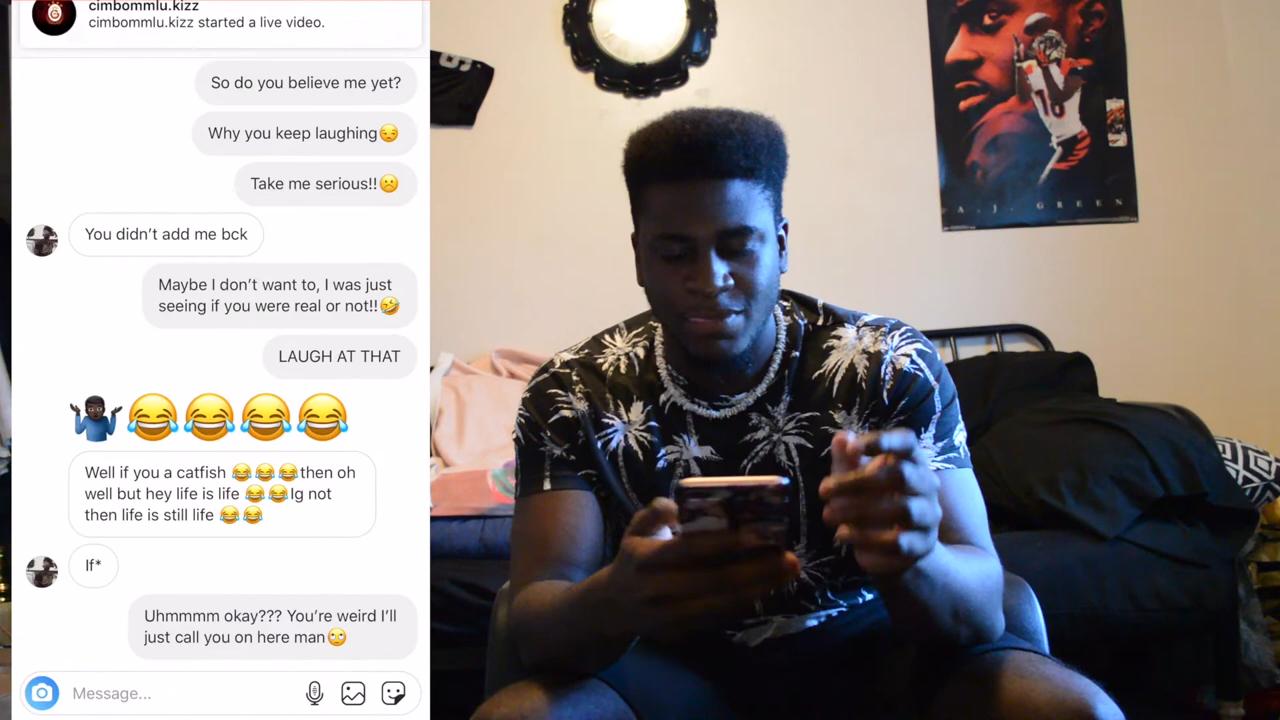 cimbommlu.kizz
cimbommlu.kizz started a live video.
So do you believe me yet?
Why you keep laughing😒
Take me serious!!☹️
You didn’t add me bck
Maybe I don’t want to, I was just
seeing if you were real or not!!🤣
LAUGH AT THAT
🤷🏿‍♂️😂😂😂😂
Well if you a catfish 😂😂😂then oh
well but hey life is life 😂😂Ig not
then life is still life 😂😂
If*
Uhmmmm okay??? You’re weird I’ll
just call you on here man🙄
Message...
A.J. GREEN
18
9